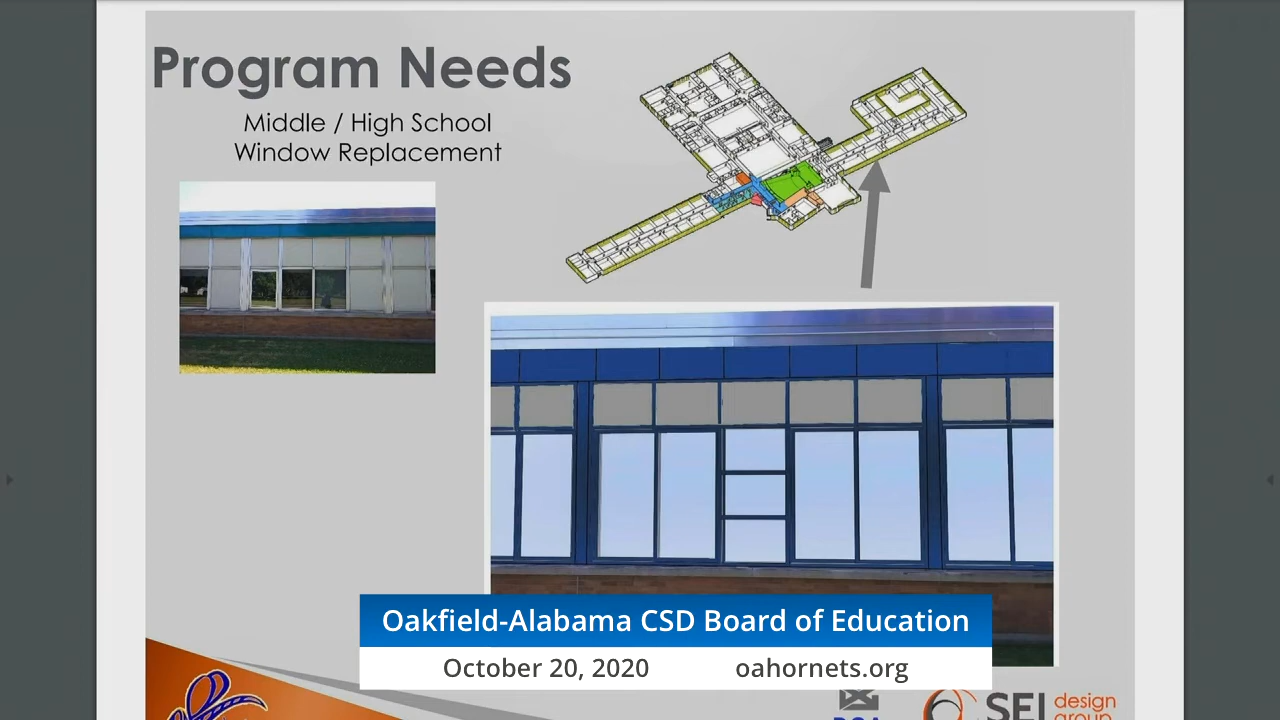 Program Needs
Middle / High School
Window Replacement
Oakfield-Alabama CSD Board of Education
October 20, 2020 oahornets.org
SEI design
group